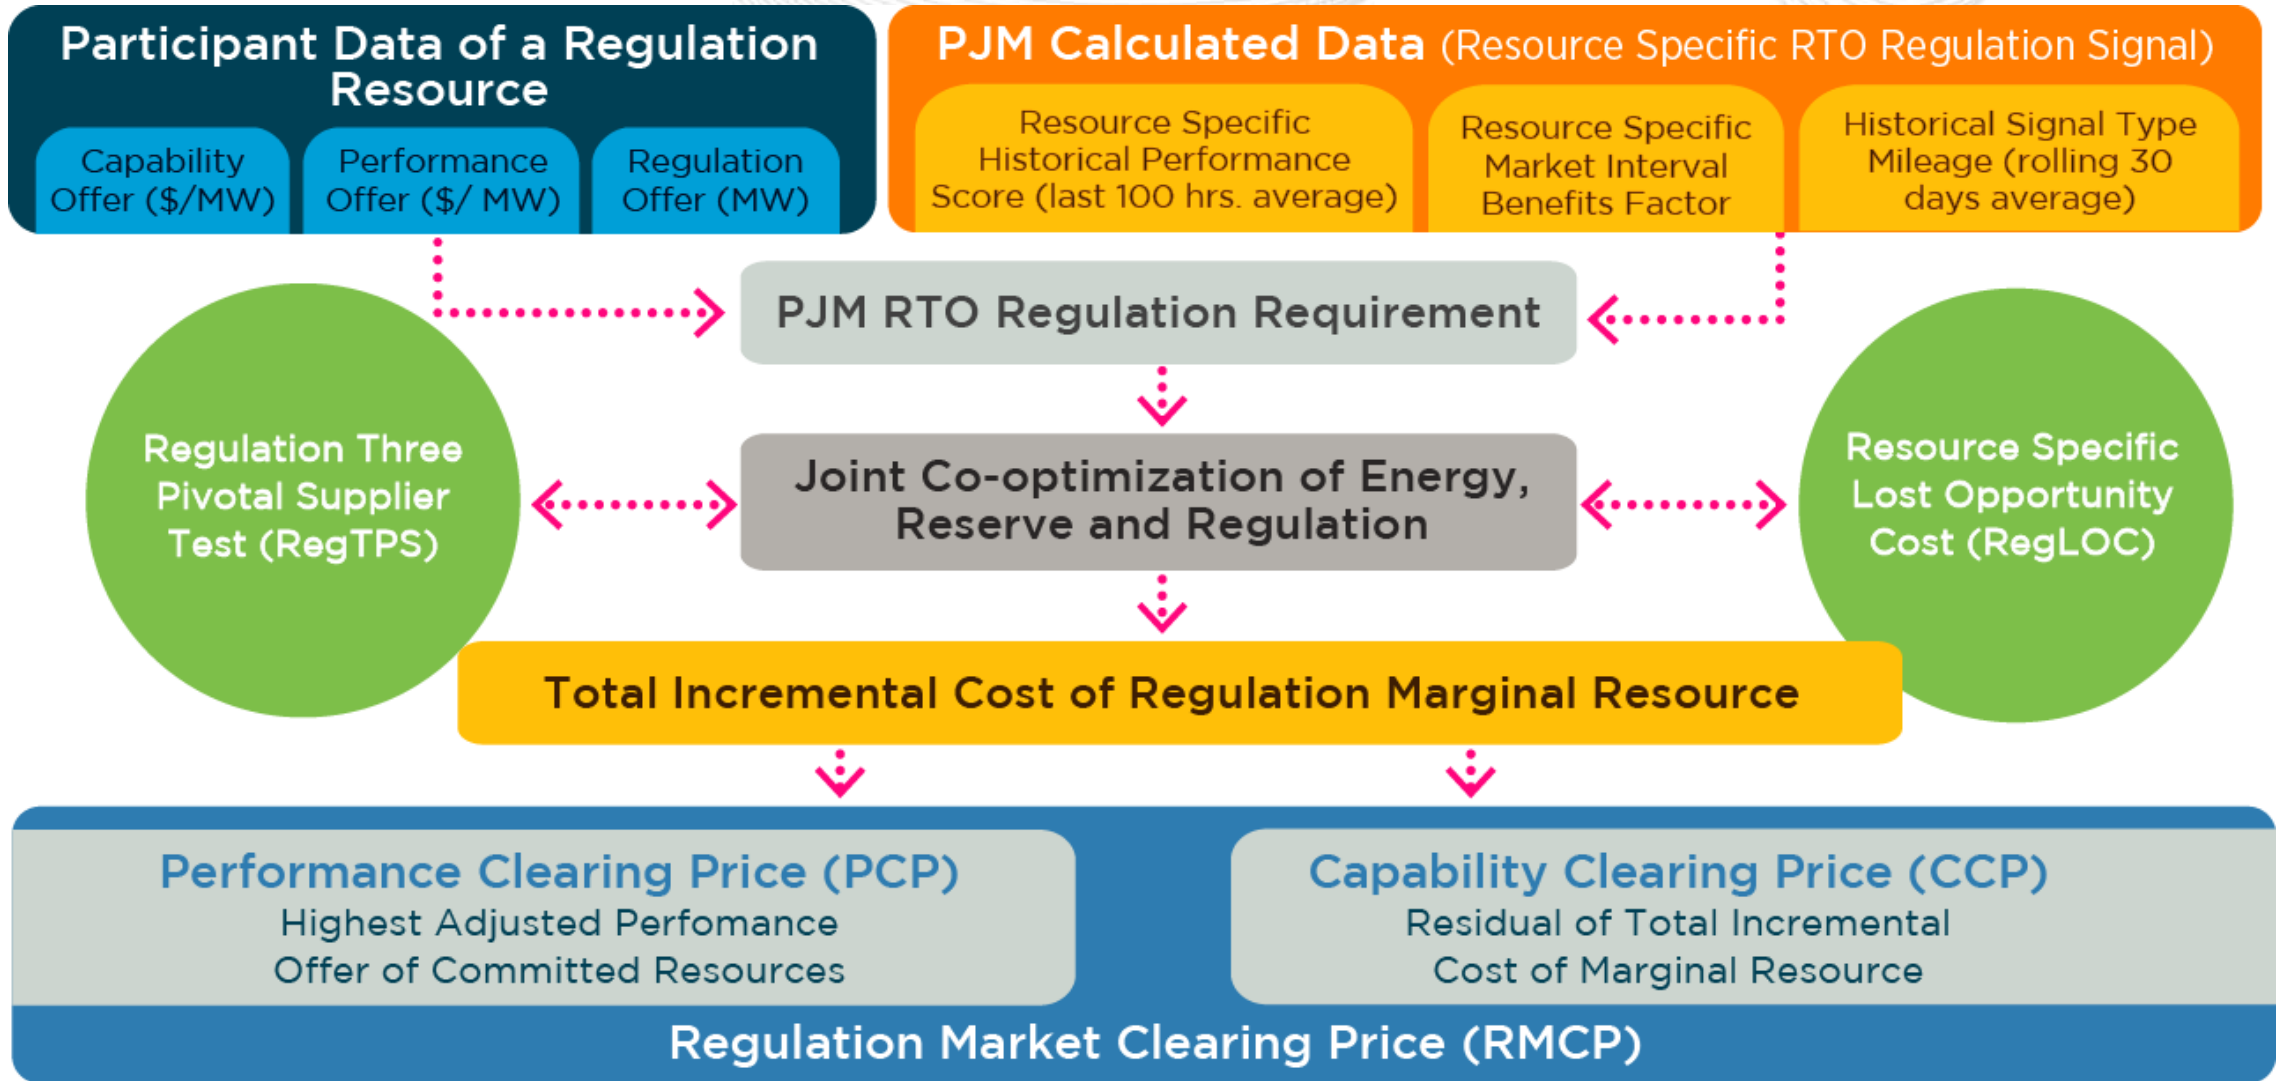 Participant Data of a Regulation
Resource
Capability
Offer ($/MW)
Performance
Offer ($/ MW)
Regulation
Offer (MW)
PJM Calculated Data (Resource Specific RTO Regulation Signal)
Resource Specific
Historical Performance
Score (last 100 hrs. average)
Resource Specific
Market Interval
Benefits Factor
Historical Signal Type
Mileage (rolling 30
days average)
PJM RTO Regulation Requirement
Regulation Three
Pivotal Supplier
Test (RegTPS)
Joint Co-optimization of Energy,
Reserve and Regulation
Resource Specific
Lost Opportunity
Cost (RegLOC)
Total Incremental Cost of Regulation Marginal Resource
Performance Clearing Price (PCP)
Highest Adjusted Perfomance
Offer of Committed Resources
Capability Clearing Price (CCP)
Residual of Total Incremental
Cost of Marginal Resource
Regulation Market Clearing Price (RMCP)